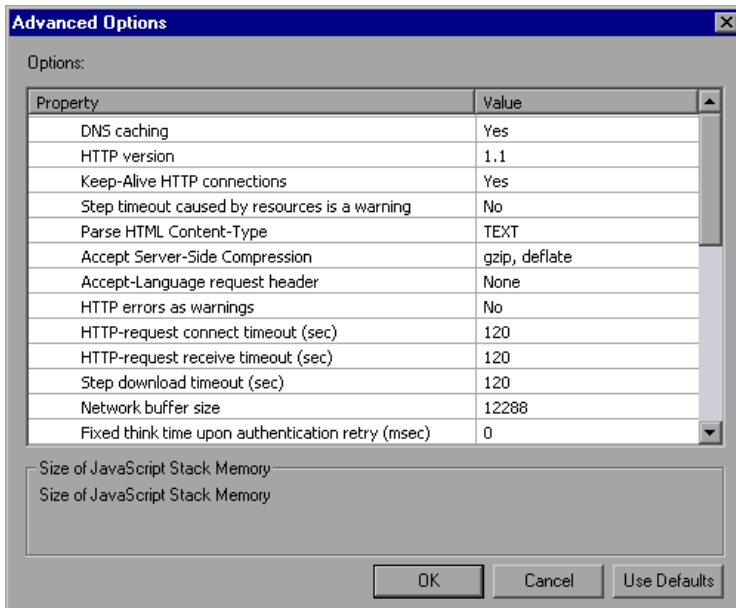 Advanced Options
Options:
Property Value
DNS caching Yes
HTTP version 1.1
Keep-Alive HTTP connections Yes
Step timeout caused by resources is a warning No
Parse HTML Content-Type TEXT
Accept Server-Side Compression gzip, deflate
Accept-Language request header None
HTTP errors as warnings No
HTTP-request connect timeout (sec) 120
HTTP-request receive timeout (sec) 120
Step download timeout (sec) 120
Network buffer size 12288
Fixed think time upon authentication retry (msec) 0
Size of JavaScript Stack Memory
Size of JavaScript Stack Memory
OK Cancel Use Defaults